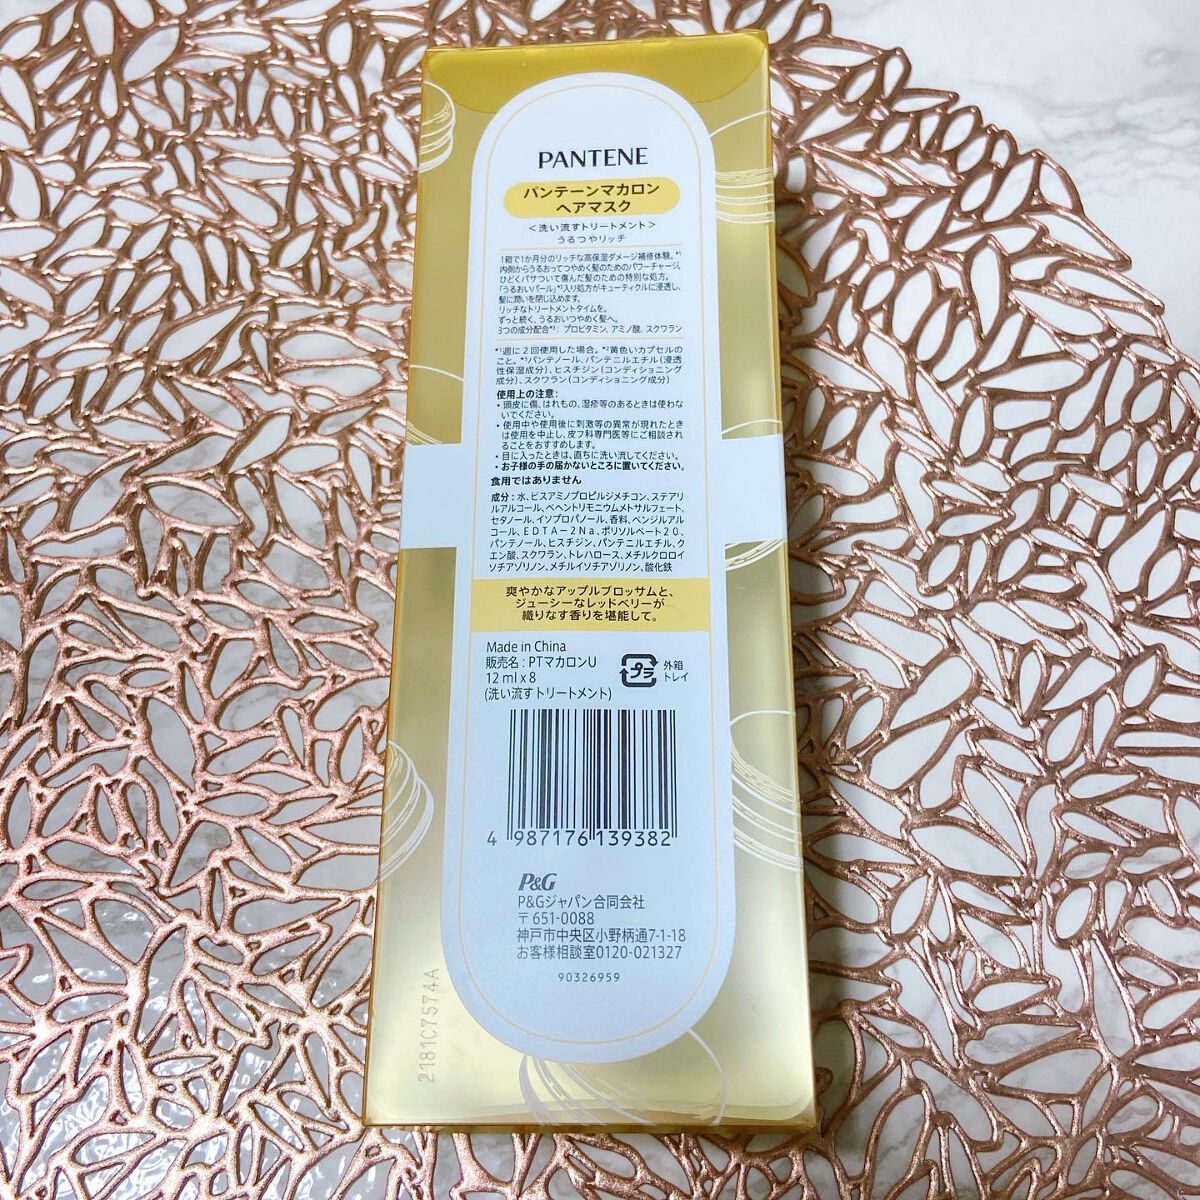 PANTENE
パンテーンマカロン
ヘアマスク
＜洗い流すトリートメント＞
うるつやリッチ
1箱で1か月分のリッチな高保湿ダメージ補修体験。*1
内側からうるおってつやめく髪のためのパワーチャージ。
ひどくパサついて傷んだ髪のための特別な処方。
「うるおいパール」*2入り処方がキューティクルに浸透し、
髪に潤いを閉じ込めます。
リッチなトリートメントタイムを。
ずっと続く、うるおいつやめく髪へ。
3つの成分配合*3: プロビタミン, アミノ酸, スクワラン
*1週に2回使用した場合。*2黄色いカプセルの
こと。*3パンテノール、パンテニルエチル(浸透
性保湿成分)、ヒスチジン(コンディショニング
成分)、スクワラン(コンディショニング成分)
使用上の注意:
・頭皮に傷、はれもの、湿疹等のあるときは使わな
いでください。
・使用中や使用後に刺激等の異常が現れたとき
は使用を中止し、皮フ科専門医等にご相談され
ることをおすすめします。
・目に入ったときは、直ちに洗い流してください。
・お子様の手の届かないところに置いてください。
食用ではありません
成分：水、ビスアミノプロピルジメチコン、ステアリ
ルアルコール、ベヘントリモニウムメトサルフェート、
セタノール、イソプロパノール、香料、ベンジルアル
コール、EDTA－2Na、ポリソルベート20、
パンテノール、ヒスチジン、パンテニルエチル、ク
エン酸、スクワラン、トレハロース、メチルクロロイ
ソチアゾリノン、メチルイソチアゾリノン、酸化鉄
爽やかなアップルブロッサムと、
ジューシーなレッドベリーが
織りなす香りを堪能して。
Made in China
販売名：PTマカロンU
12 ml x 8
(洗い流すトリートメント)
プラ
外箱
トレイ
4 987176 139382
P&G
P&Gジャパン合同会社
〒651-0088
神戸市中央区小野柄通7-1-18
お客様相談室0120-021327
90326959
2181C7574A